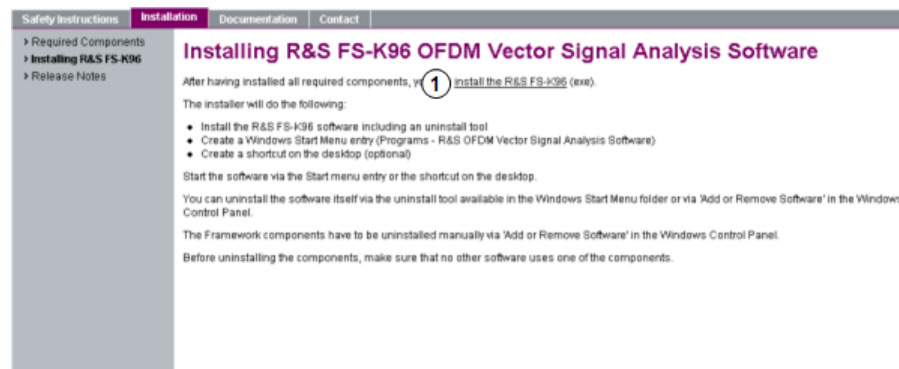 Safety Instructions
Installation
Documentation
Contact
Required Components
Installing R&S FS-K96
Release Notes
Installing R&S FS-K96 OFDM Vector Signal Analysis Software
After having installed all required components, 1 install the R&S FS-K96 (exe).
The installer will do the following:
Install the R&S FS-K96 software including an uninstall tool
Create a Windows Start Menu entry (Programs - R&S OFDM Vector Signal Analysis Software)
Create a shortcut on the desktop (optional)
Start the software via the Start menu entry or the shortcut on the desktop.
You can uninstall the software itself via the uninstall tool available in the Windows Start Menu folder or via 'Add or Remove Software' in the Windows
Control Panel.
The Framework components have to be uninstalled manually via 'Add or Remove Software' in the Windows Control Panel.
Before uninstalling the components, make sure that no other software uses one of the components.